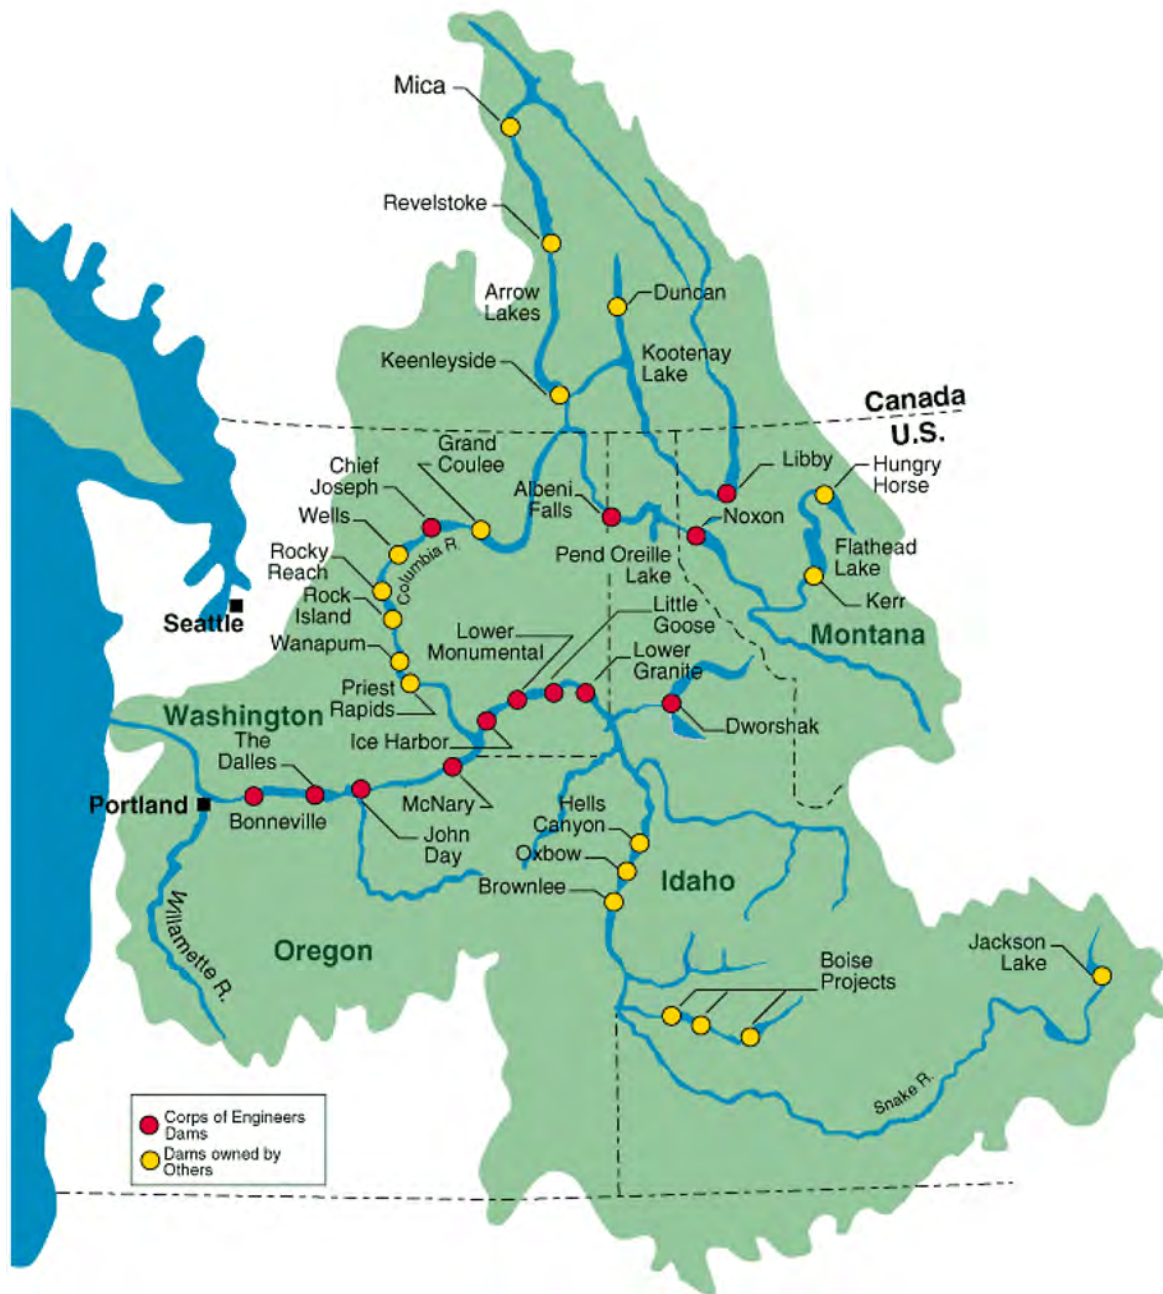 Mica
Revelstoke
Arrow
Lakes
Duncan
Keenleyside
Kootenay
Lake
Canada
U.S.
Grand
Coulee
Chief
Joseph
Libby
Hungry
Horse
Albeni
Falls
Wells
Noxon
Columbia R.
Rocky
Reach
Pend Oreille
Lake
Flathead
Lake
Rock
Island
Kerr
Seattle
Little
Goose
Lower
Monumental
Montana
Wanapum
Lower
Granite
Priest
Rapids
Washington
Dworshak
Ice Harbor
The
Dalles
Portland
McNary
Bonneville
John
Day
Hells
Canyon
Oxbow
Brownlee
Idaho
Willamette R.
Oregon
Boise
Projects
Jackson
Lake
Snake R.
Corps of Engineers
Dams
Dams owned by
Others